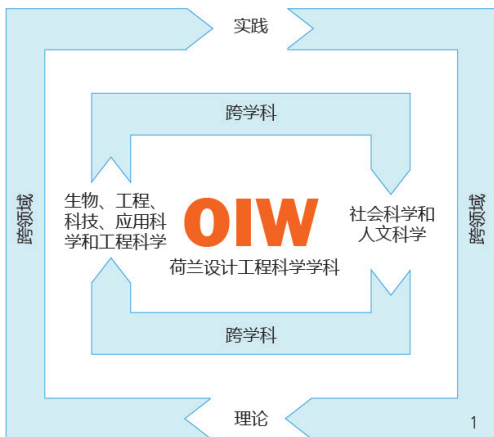 实践
跨学科
跨领域
生物、工程、
科技、应用科
学和工程科学
OIW
荷兰设计工程科学学科
社会科学和
人文科学
跨领域
跨学科
理论
1